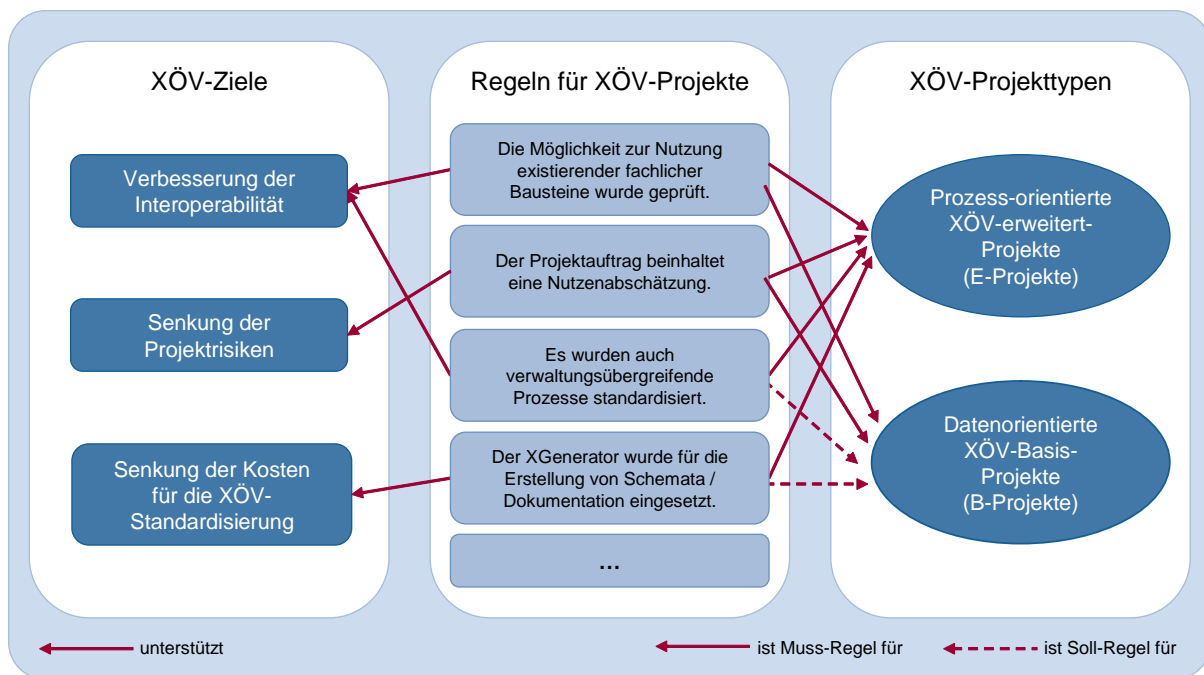 XÖV-Ziele
Verbesserung der
Interoperabilität
Senkung der
Projektrisiken
Senkung der Kosten
für die XÖV-
Standardisierung
Regeln für XÖV-Projekte
Die Möglichkeit zur Nutzung
existierender fachlicher
Bausteine wurde geprüft.
Der Projektauftrag beinhaltet
eine Nutzenabschätzung.
Es wurden auch
verwaltungsübergreifende
Prozesse standardisiert.
Der XGenerator wurde für die
Erstellung von Schemata /
Dokumentation eingesetzt.
...
XÖV-Projekttypen
Prozess-orientierte
XÖV-erweitert-
Projekte
(E-Projekte)
Datenorientierte
XÖV-Basis-
Projekte
(B-Projekte)
unterstützt
ist Muss-Regel für
ist Soll-Regel für